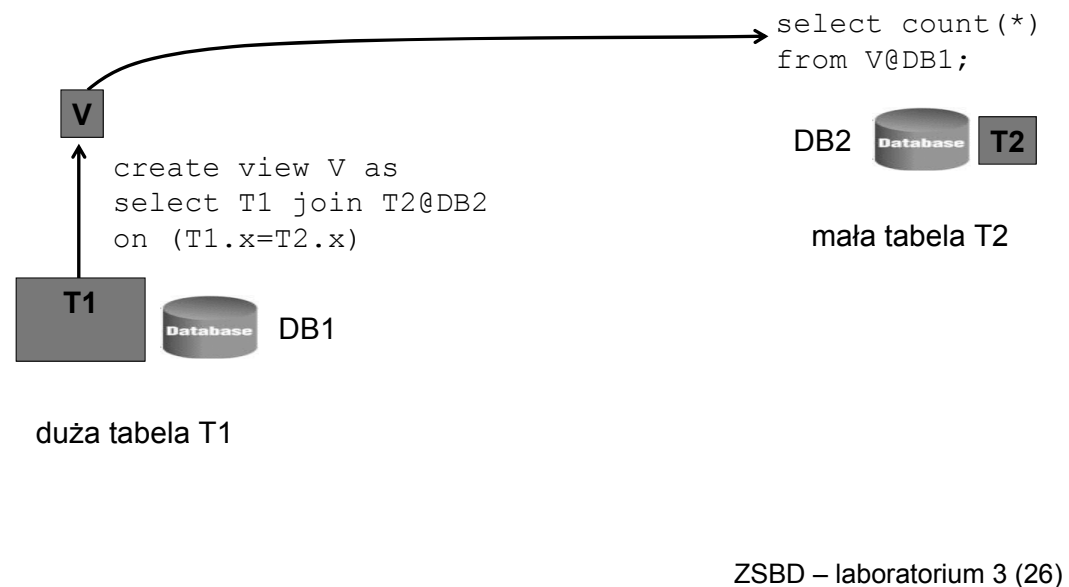 select count(*)
from V@DB1;
V
DB2
Database
T2
create view V as
select T1 join T2@DB2
on (T1.x=T2.x)
mała tabela T2
T1
Database
DB1
duża tabela T1
ZSBD – laboratorium 3 (26)